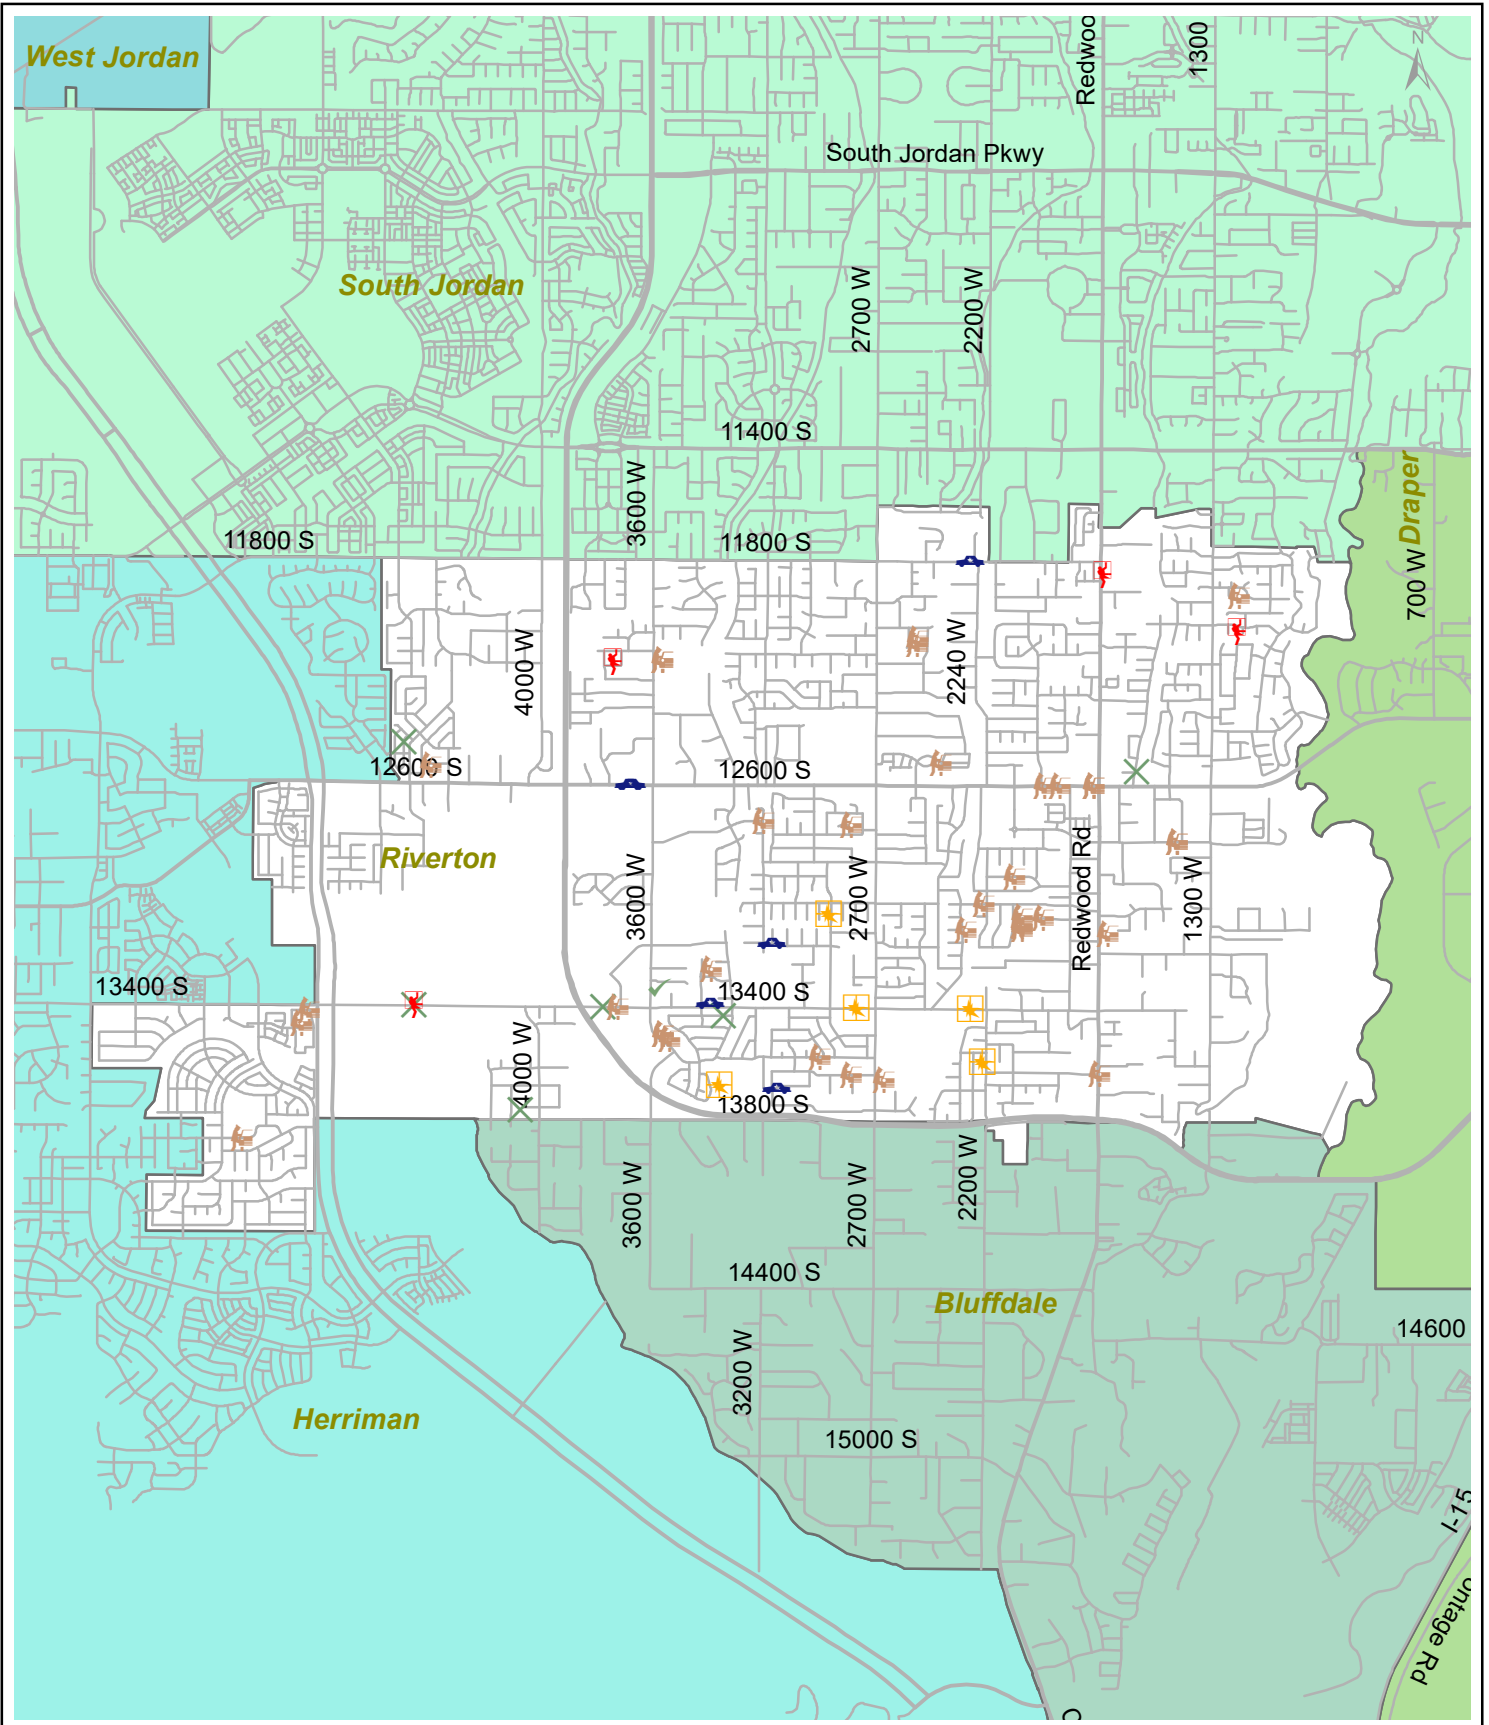 West Jordan
Redwoo
1300
N
South Jordan Pkwy
South Jordan
2700 W
2200 W
11400 S
3600 W
Draper
11800 S
11800 S
700 W
4000 W
2240 W
12600 S
12600 S
Riverton
3600 W
2700 W
Redwood Rd
1300 W
13400 S
13400 S
4000 W
13800 S
3600 W
2700 W
2200 W
14400 S
Bluffdale
14600
3200 W
Herriman
15000 S
I-15
ontage Rd